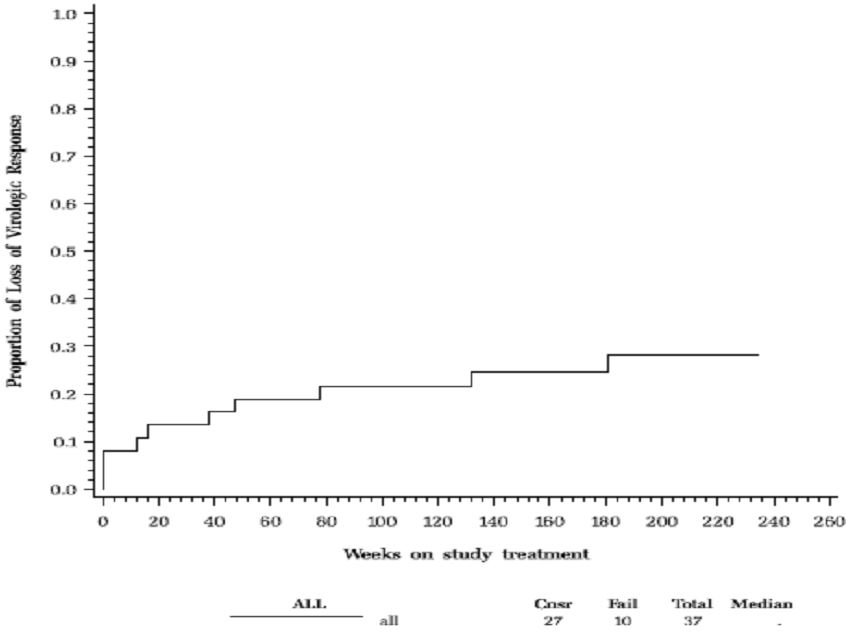 Proportion of Loss of Virologic Response
1.0
0.9
0.8
0.7
0.6
0.5
0.4
0.3
0.2
0.1
0.0
0 20 40 60 80 100 120 140 160 180 200 220 240 260
Weeks on study treatment
ALL Cnsr Fail Total Median
all 27 10 37 .